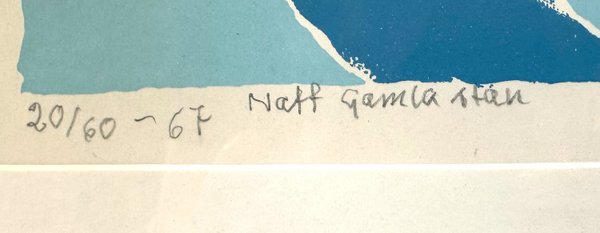 20/60 - 67 Natt Gamla stan